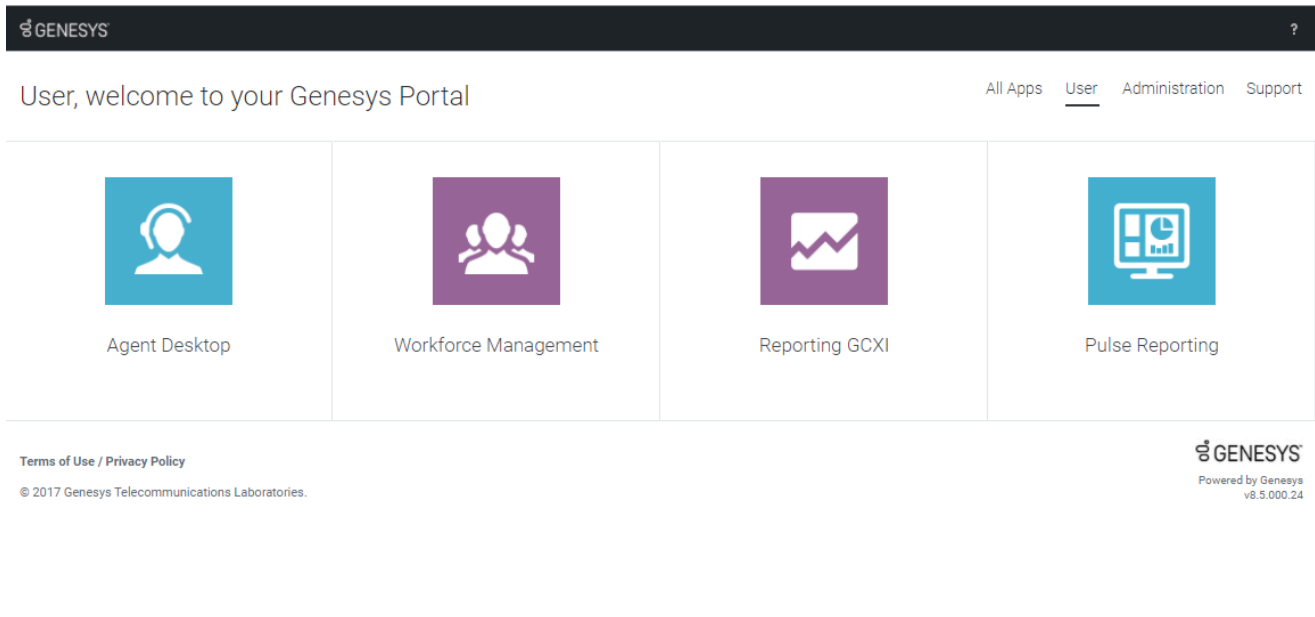 GENESYS
?
User, welcome to your Genesys Portal
All Apps User Administration Support
Agent Desktop
Workforce Management
Reporting GCXI
Pulse Reporting
Terms of Use / Privacy Policy
© 2017 Genesys Telecommunications Laboratories.
GENESYS
Powered by Genesys
v8.5.000.24